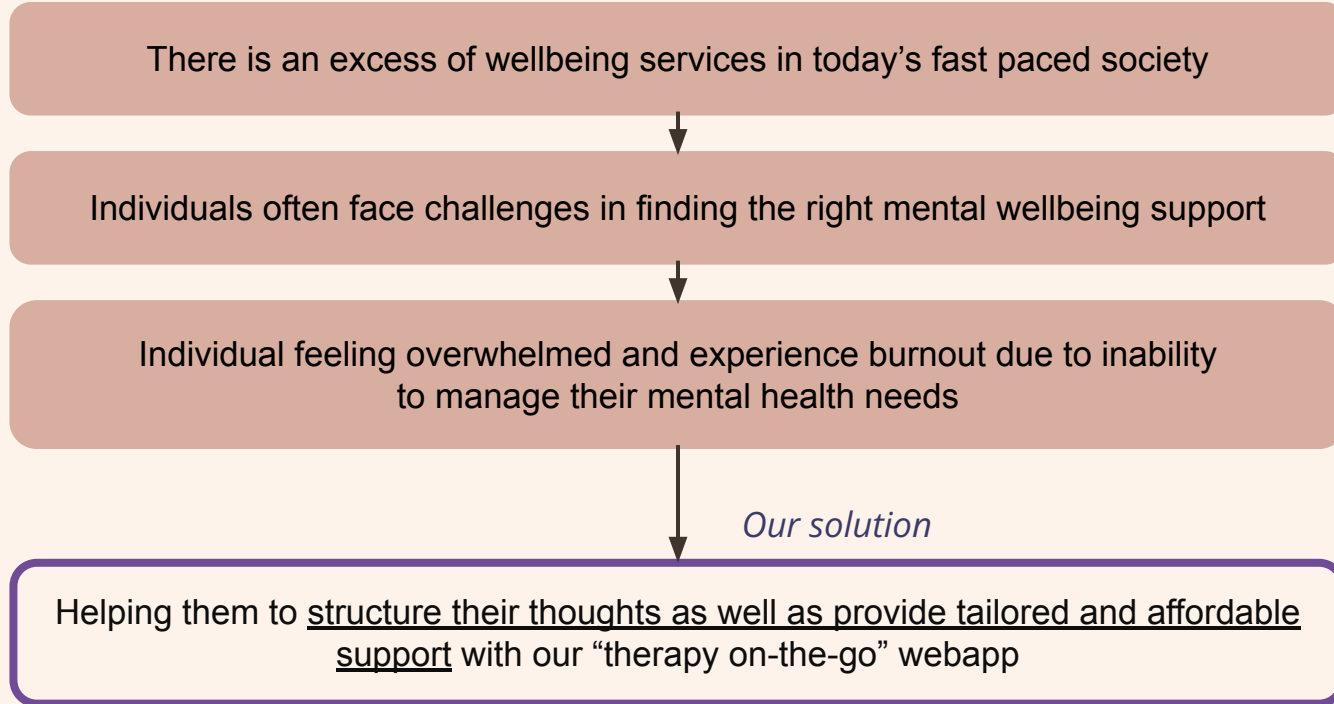 There is an excess of wellbeing services in today’s fast paced society
Individuals often face challenges in finding the right mental wellbeing support
Individual feeling overwhelmed and experience burnout due to inability
to manage their mental health needs
Our solution
Helping them to structure their thoughts as well as provide tailored and affordable
support with our “therapy on-the-go” webapp